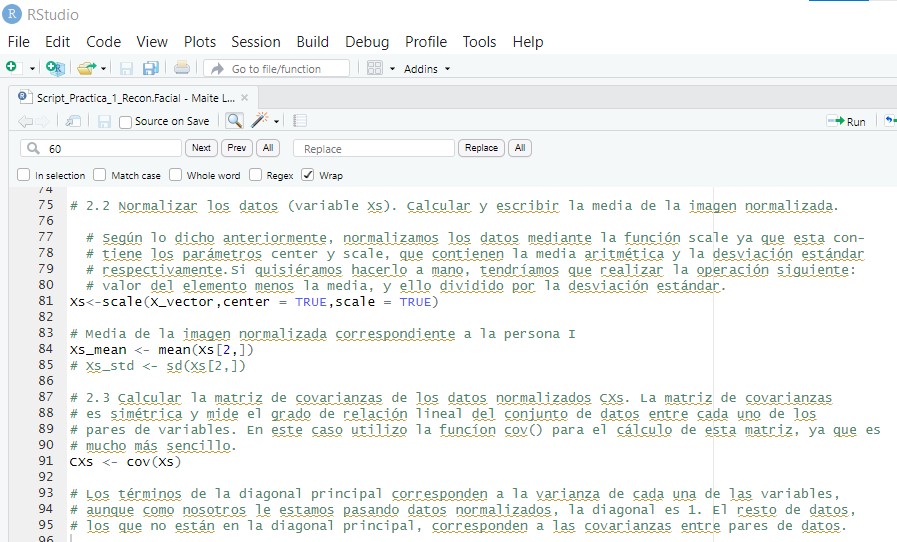 RStudio
File Edit Code View Plots Session Build Debug Profile Tools Help
Go to file/function Addins
Script_Practica_1_Recon.Facial - Maite L...
Source on Save Run
60 Next Prev All Replace Replace All
In selection Match case Whole word Regex Wrap
74
75 # 2.2 Normalizar los datos (variable Xs). Calcular y escribir la media de la imagen normalizada.
76
77 # Según lo dicho anteriormente, normalizamos los datos mediante la función scale ya que esta con-
78 # tiene los parámetros center y scale, que contienen la media aritmética y la desviación estándar
79 # respectivamente.Si quisiéramos hacerlo a mano, tendríamos que realizar la operación siguiente:
80 # valor del elemento menos la media, y ello dividido por la desviación estándar.
81 Xs<-scale(X_vector,center = TRUE,scale = TRUE)
82
83 # Media de la imagen normalizada correspondiente a la persona I
84 Xs_mean <- mean(Xs[2,])
85 # Xs_std <- sd(Xs[2,])
86
87 # 2.3 Calcular la matriz de covarianzas de los datos normalizados CXs. La matriz de covarianzas
88 # es simétrica y mide el grado de relación lineal del conjunto de datos entre cada uno de los
89 # pares de variables. En este caso utilizo la funcíon cov() para el cálculo de esta matriz, ya que es
90 # mucho más sencillo.
91 CXs <- cov(Xs)
92
93 # Los términos de la diagonal principal corresponden a la varianza de cada una de las variables,
94 # aunque como nosotros le estamos pasando datos normalizados, la diagonal es 1. El resto de datos,
95 # los que no están en la diagonal principal, corresponden a las covarianzas entre pares de datos.
96